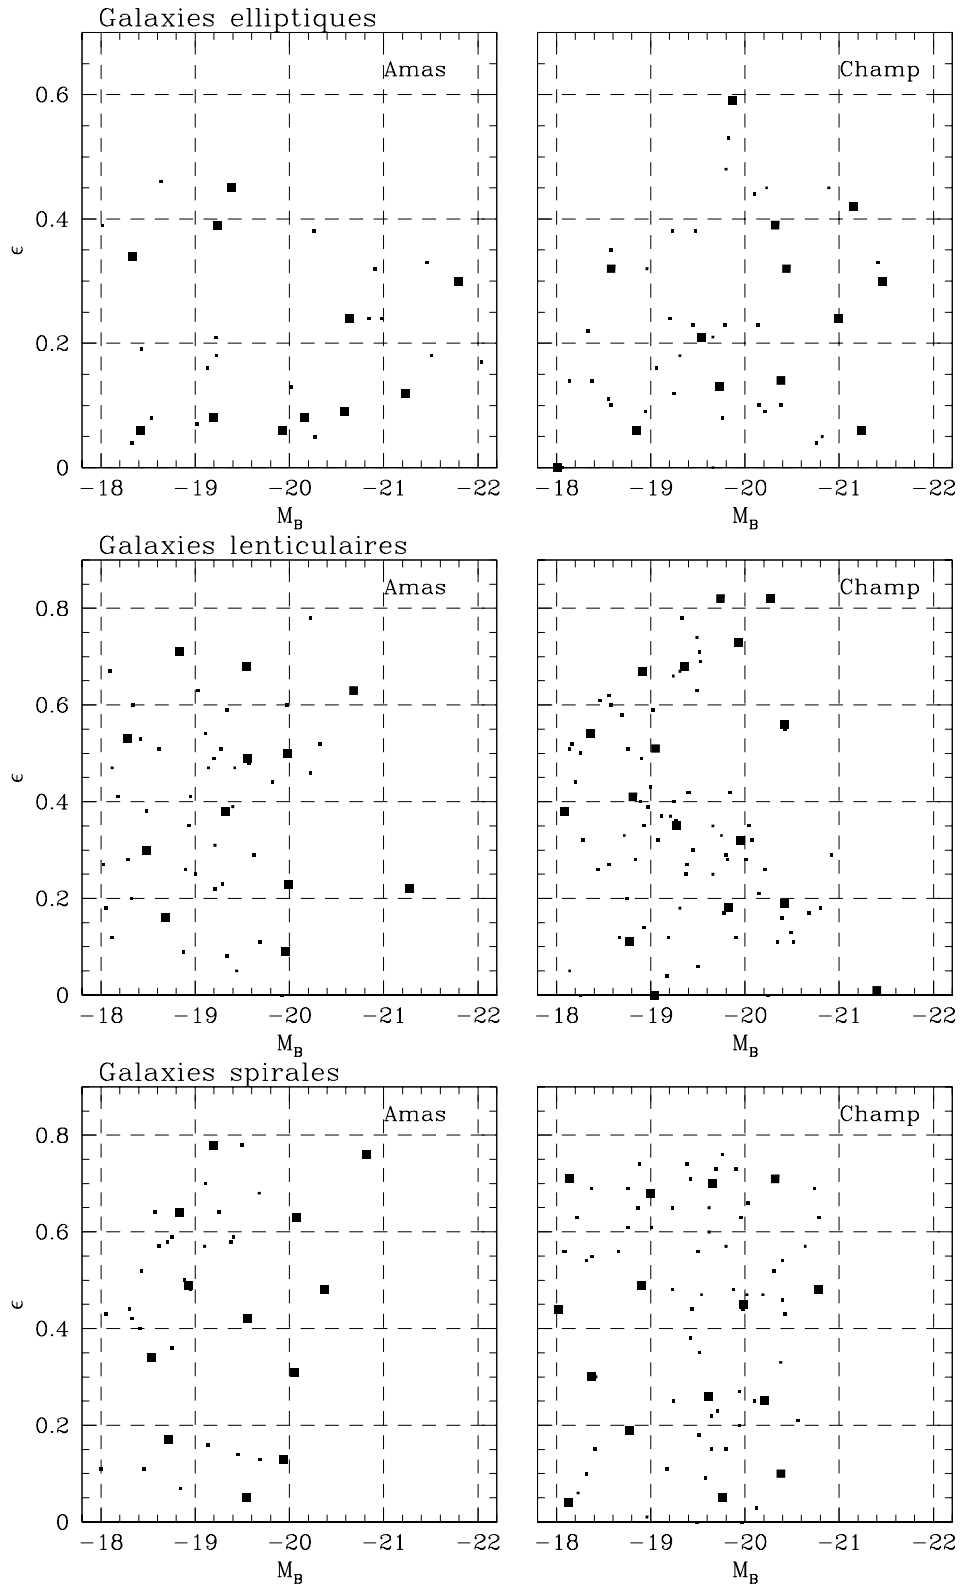 Galaxies elliptiques
Amas
Champ
0.6
0.4
ϵ
0.2
0
−18 −19 −20 −21 −22
−18 −19 −20 −21 −22
M_B
M_B
Galaxies lenticulaires
Amas
Champ
0.8
0.6
ϵ
0.4
0.2
0
−18 −19 −20 −21 −22
−18 −19 −20 −21 −22
M_B
M_B
Galaxies spirales
Amas
Champ
0.8
0.6
ϵ
0.4
0.2
0
−18 −19 −20 −21 −22
−18 −19 −20 −21 −22
M_B
M_B